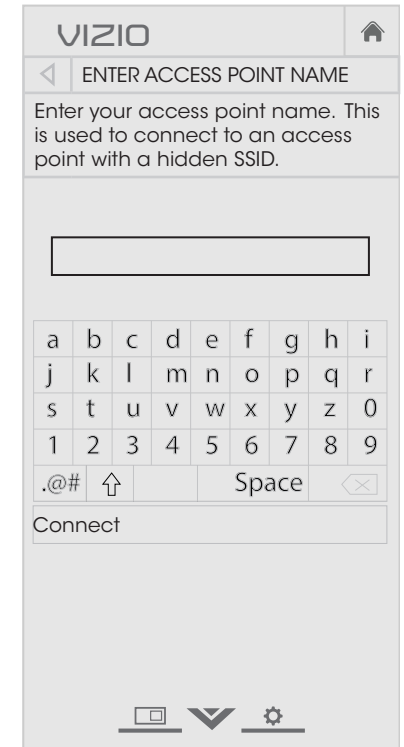 VIZIO
ENTER ACCESS POINT NAME
Enter your access point name. This
is used to connect to an access
point with a hidden SSID.
a b c d e f g h i
j k l m n o p q r
s t u v w x y z 0
1 2 3 4 5 6 7 8 9
.@# Space
Connect